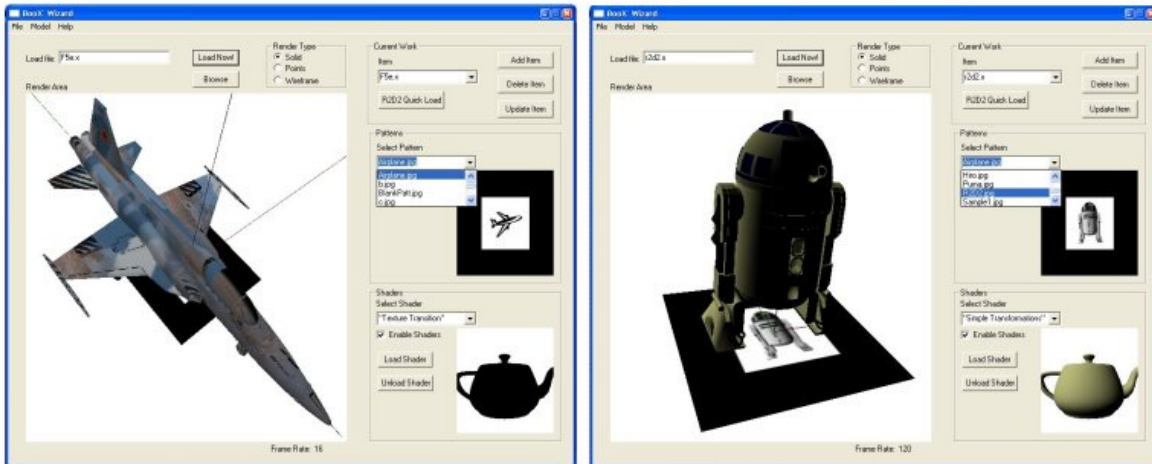 BooX Wizard
File Model Help
Load file: F5e.x
Load Now!
Browse
Render Type
Solid
Points
Wireframe
Render Area
Frame Rate: 16
Current Work
Item
F5e.x
R2D2 Quick Load
Add Item
Delete Item
Update Item
Patterns
Select Pattern
Airplane.jpg
Airplane.jpg
b.jpg
BlankPatt.jpg
c.jpg
Shaders
Select Shader
"Texture Transition"
Enable Shaders
Load Shader
Unload Shader
BooX Wizard
File Model Help
Load file: r2d2.x
Load Now!
Browse
Render Type
Solid
Points
Wireframe
Render Area
Frame Rate: 120
Current Work
Item
r2d2.x
R2D2 Quick Load
Add Item
Delete Item
Update Item
Patterns
Select Pattern
Airplane.jpg
Hiro.jpg
Puma.jpg
R2D2.jpg
Sample1.jpg
Shaders
Select Shader
"Simple Transformations"
Enable Shaders
Load Shader
Unload Shader